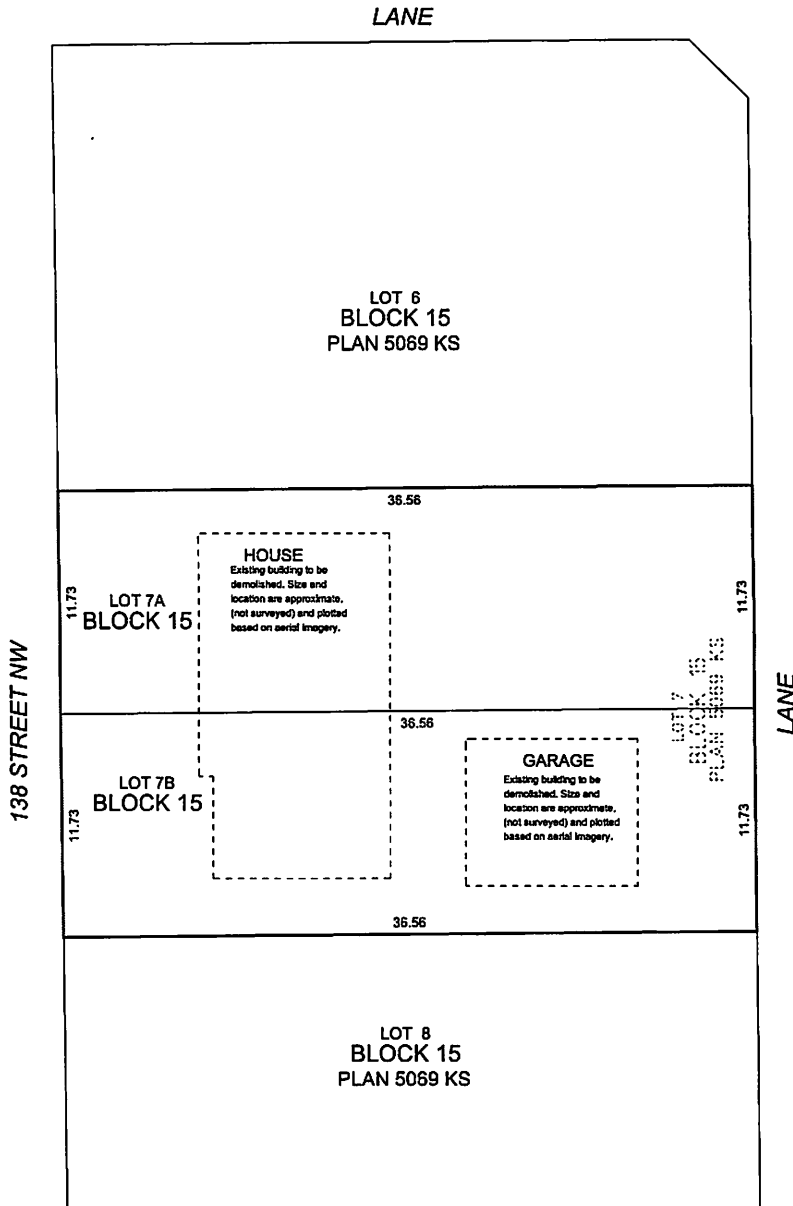 LANE
LOT 6
BLOCK 15
PLAN 5069 KS
36.56
HOUSE
Existing building to be
demolished. Size and
location are approximate,
(not surveyed) and plotted
based on aerial imagery.
11.73
LOT 7A
BLOCK 15
11.73
138 STREET NW
LOT 7
BLOCK 15
PLAN 5069 KS
LANE
36.56
GARAGE
Existing building to be
demolished. Size and
location are approximate,
(not surveyed) and plotted
based on aerial imagery.
LOT 7B
BLOCK 15
11.73
11.73
36.56
LOT 8
BLOCK 15
PLAN 5069 KS